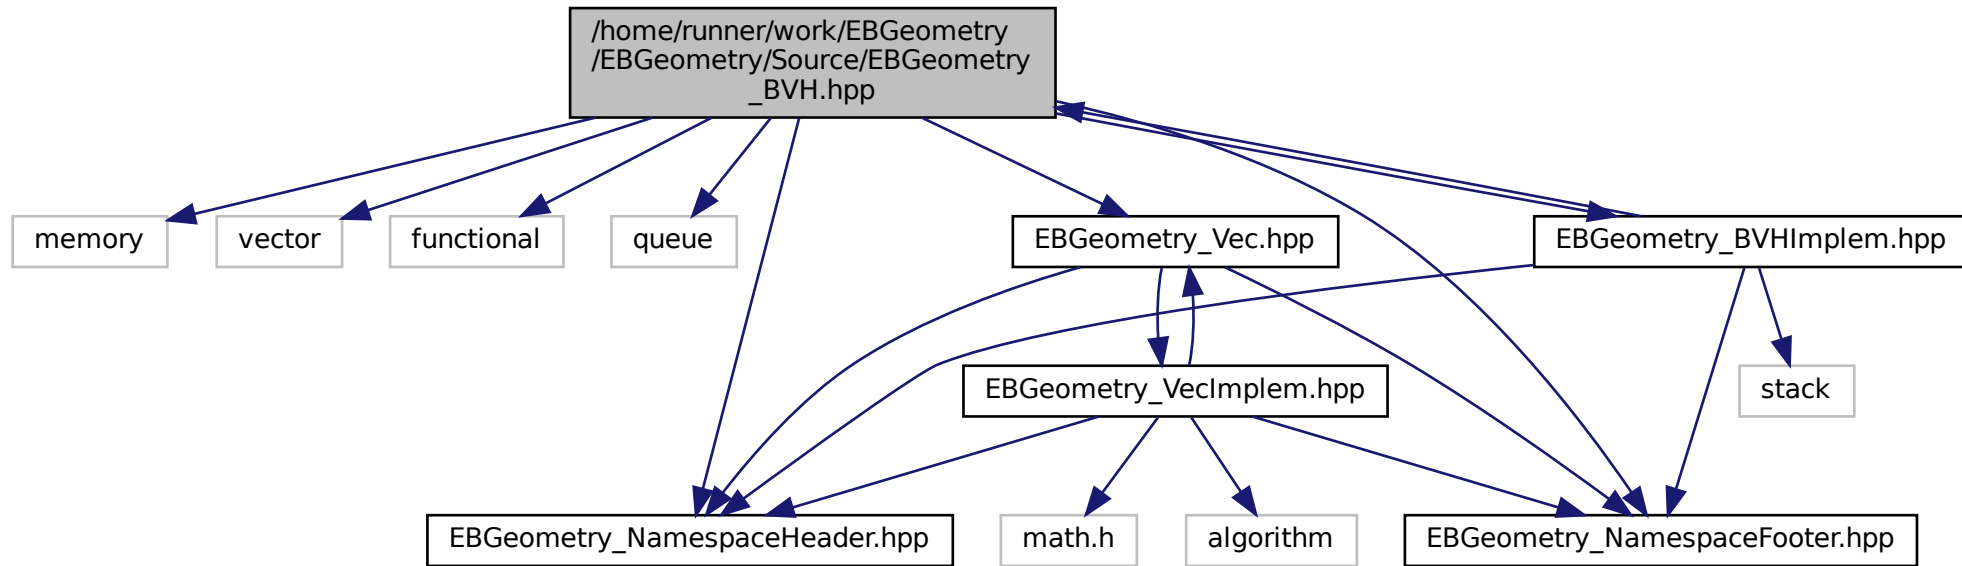 /home/runner/work/EBGeometry
/EBGeometry/Source/EBGeometry
_BVH.hpp
memory
vector
functional
queue
EBGeometry_Vec.hpp
EBGeometry_BVHImplem.hpp
EBGeometry_VecImplem.hpp
stack
EBGeometry_NamespaceHeader.hpp
math.h
algorithm
EBGeometry_NamespaceFooter.hpp